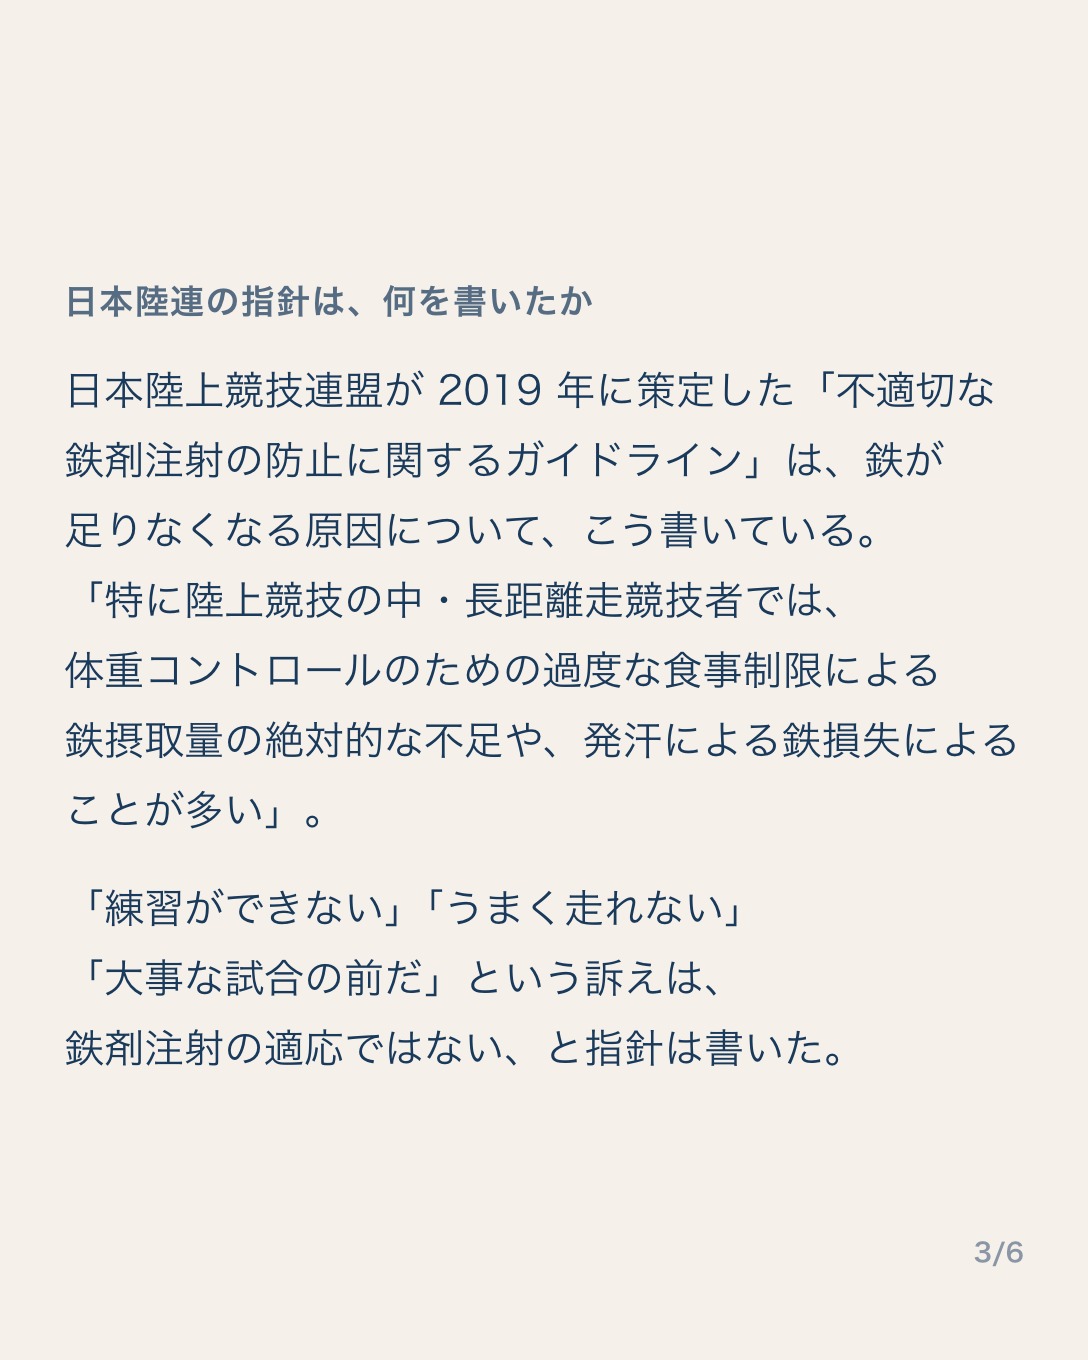 日本陸連の指針は、何を書いたか
日本陸上競技連盟が 2019 年に策定した「不適切な
鉄剤注射の防止に関するガイドライン」は、鉄が
足りなくなる原因について、こう書いている。
「特に陸上競技の中・長距離走競技者では、
体重コントロールのための過度な食事制限による
鉄摂取量の絶対的な不足や、発汗による鉄損失による
ことが多い」。
「練習ができない」「うまく走れない」
「大事な試合の前だ」という訴えは、
鉄剤注射の適応ではない、と指針は書いた。
3/6